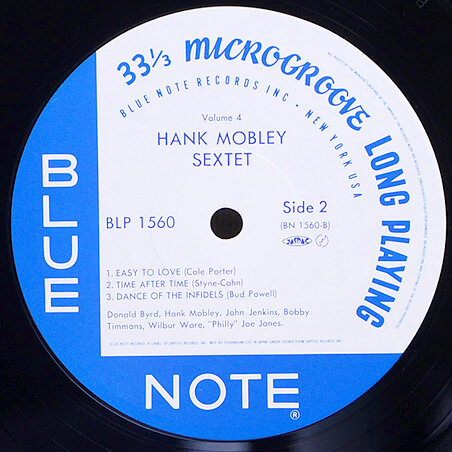 33⅓ MICROGROOVE LONG PLAYING
BLUE NOTE RECORDS INC • NEW YORK USA
Volume 4
HANK MOBLEY
SEXTET
BLP 1560
Side 2
(BN 1560-B)
JASRAC
1. EASY TO LOVE (Cole Porter)
2. TIME AFTER TIME (Styne-Cahn)
3. DANCE OF THE INFIDELS (Bud Powell)
Donald Byrd, Hank Mobley, John Jenkins, Bobby
Timmons, Wilbur Ware, "Philly" Joe Jones.
BLUE
NOTE
®